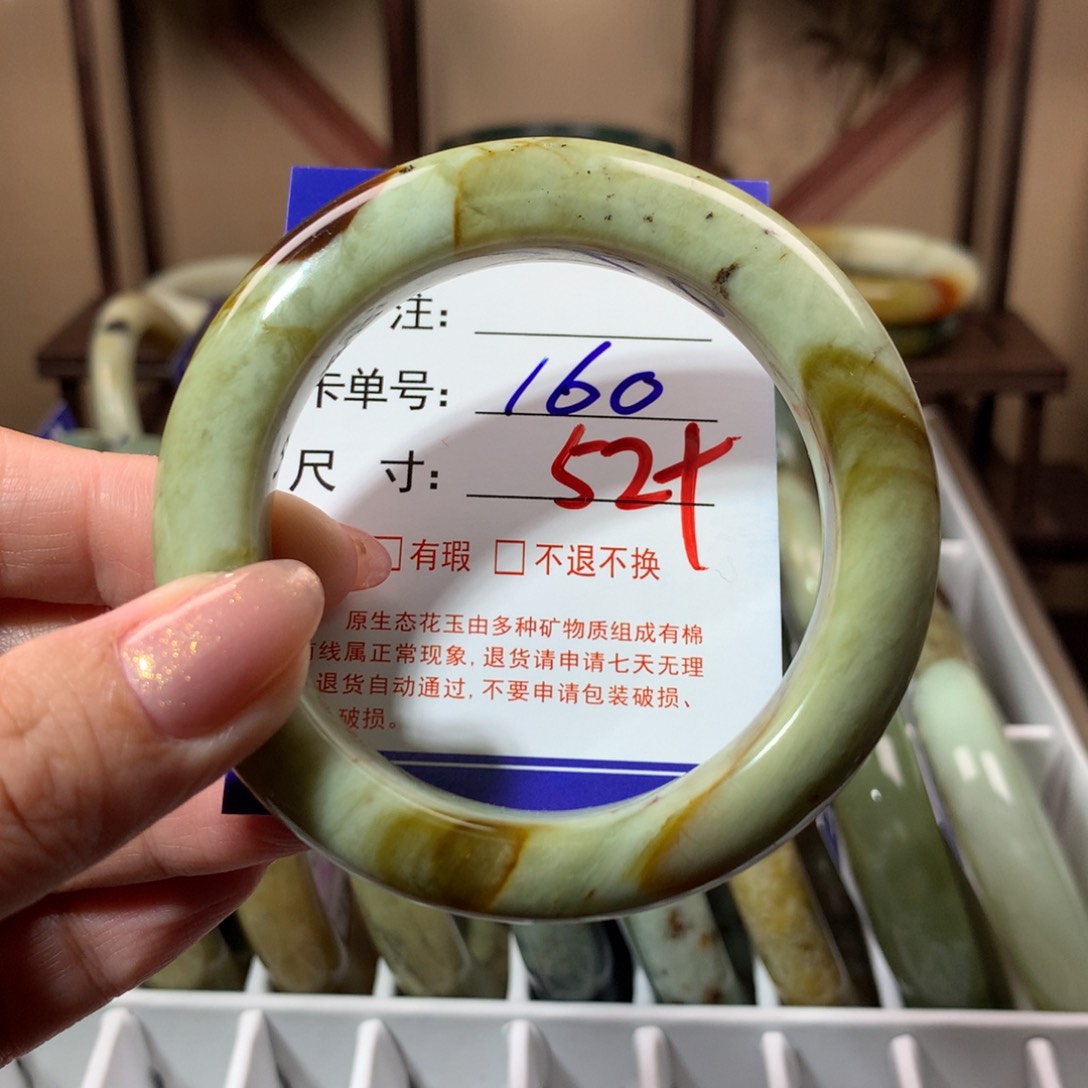 注:
卡单号: 160
尺 寸: 52+
□有瑕 □不退不换
原生态花玉由多种矿物质组成有棉
有线属正常现象,退货请申请七天无理
退货自动通过,不要申请包装破损、
破损。